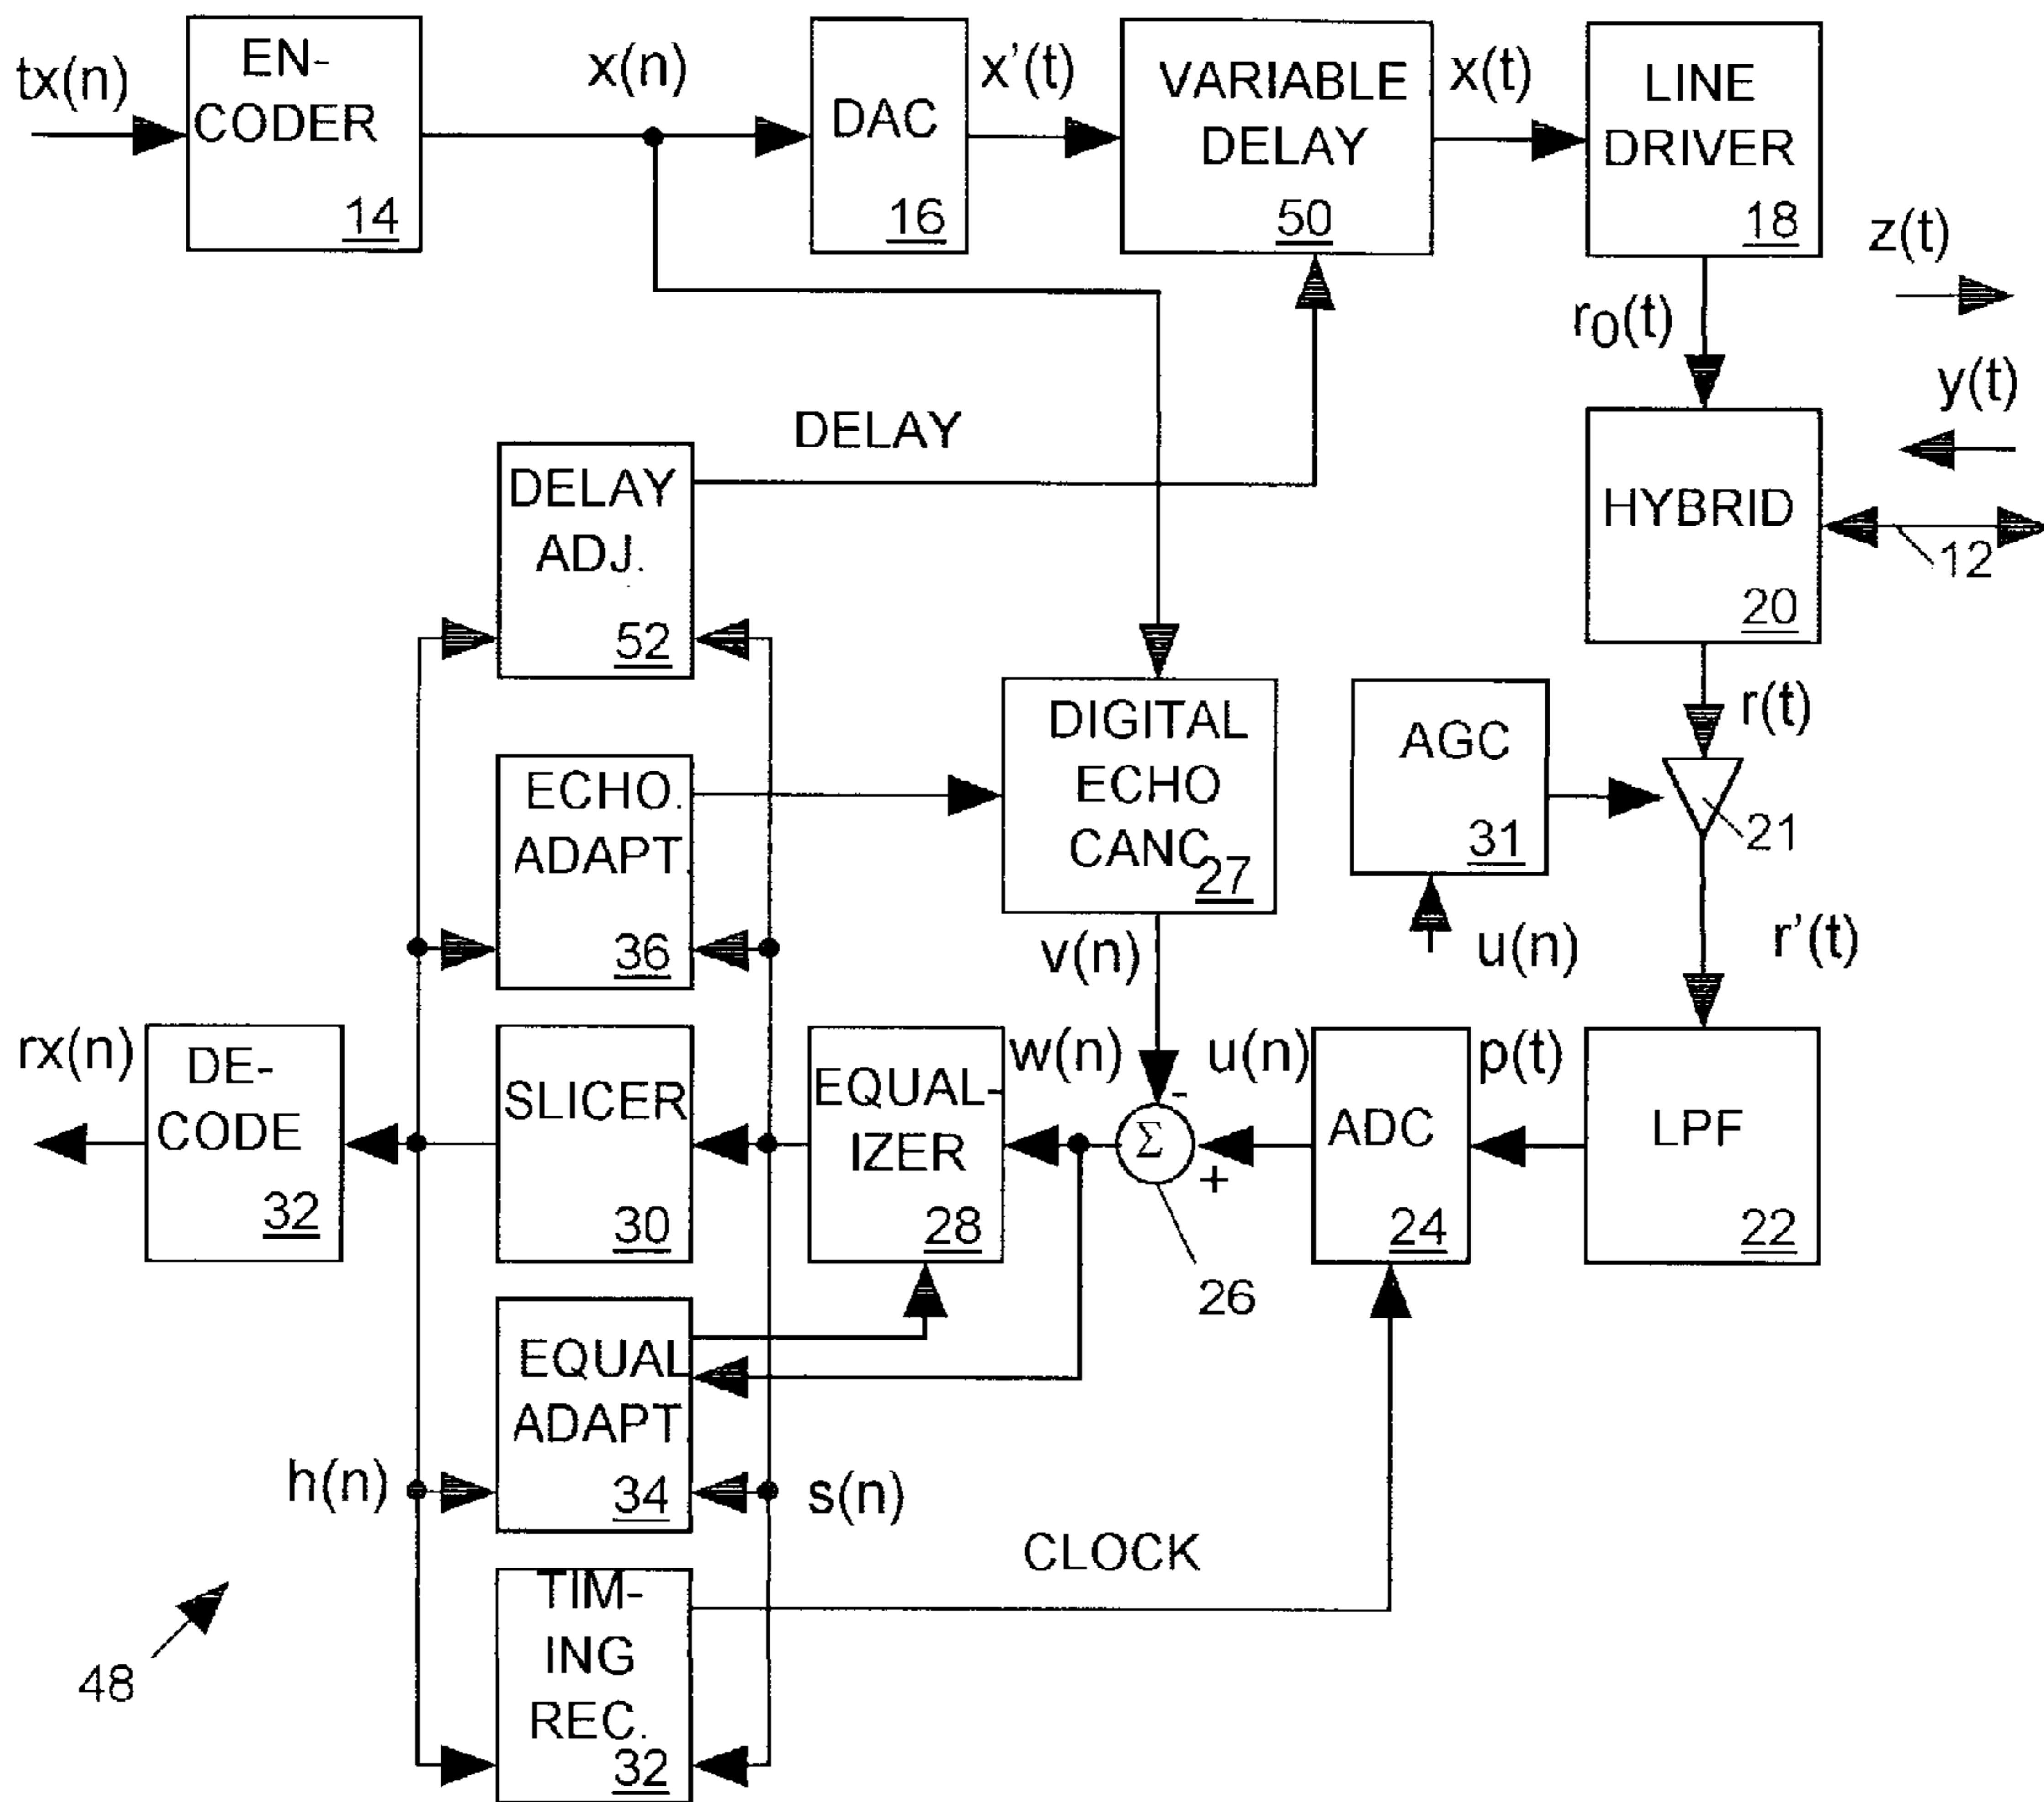 tx(n)
EN-
CODER
14
x(n)
DAC
16
x'(t)
VARIABLE
DELAY
50
x(t)
LINE
DRIVER
18
z(t)
r0(t)
y(t)
HYBRID
20
12
DELAY
DELAY
ADJ.
52
r(t)
DIGITAL
ECHO
CANC
27
AGC
31
21
ECHO.
ADAPT.
36
v(n)
u(n)
r'(t)
rx(n)
DE-
CODE
32
SLICER
30
EQUAL-
IZER
28
w(n)
-
Σ
+
26
u(n)
ADC
24
p(t)
LPF
22
EQUAL
ADAPT.
34
h(n)
s(n)
CLOCK
TIM-
ING
REC.
32
48